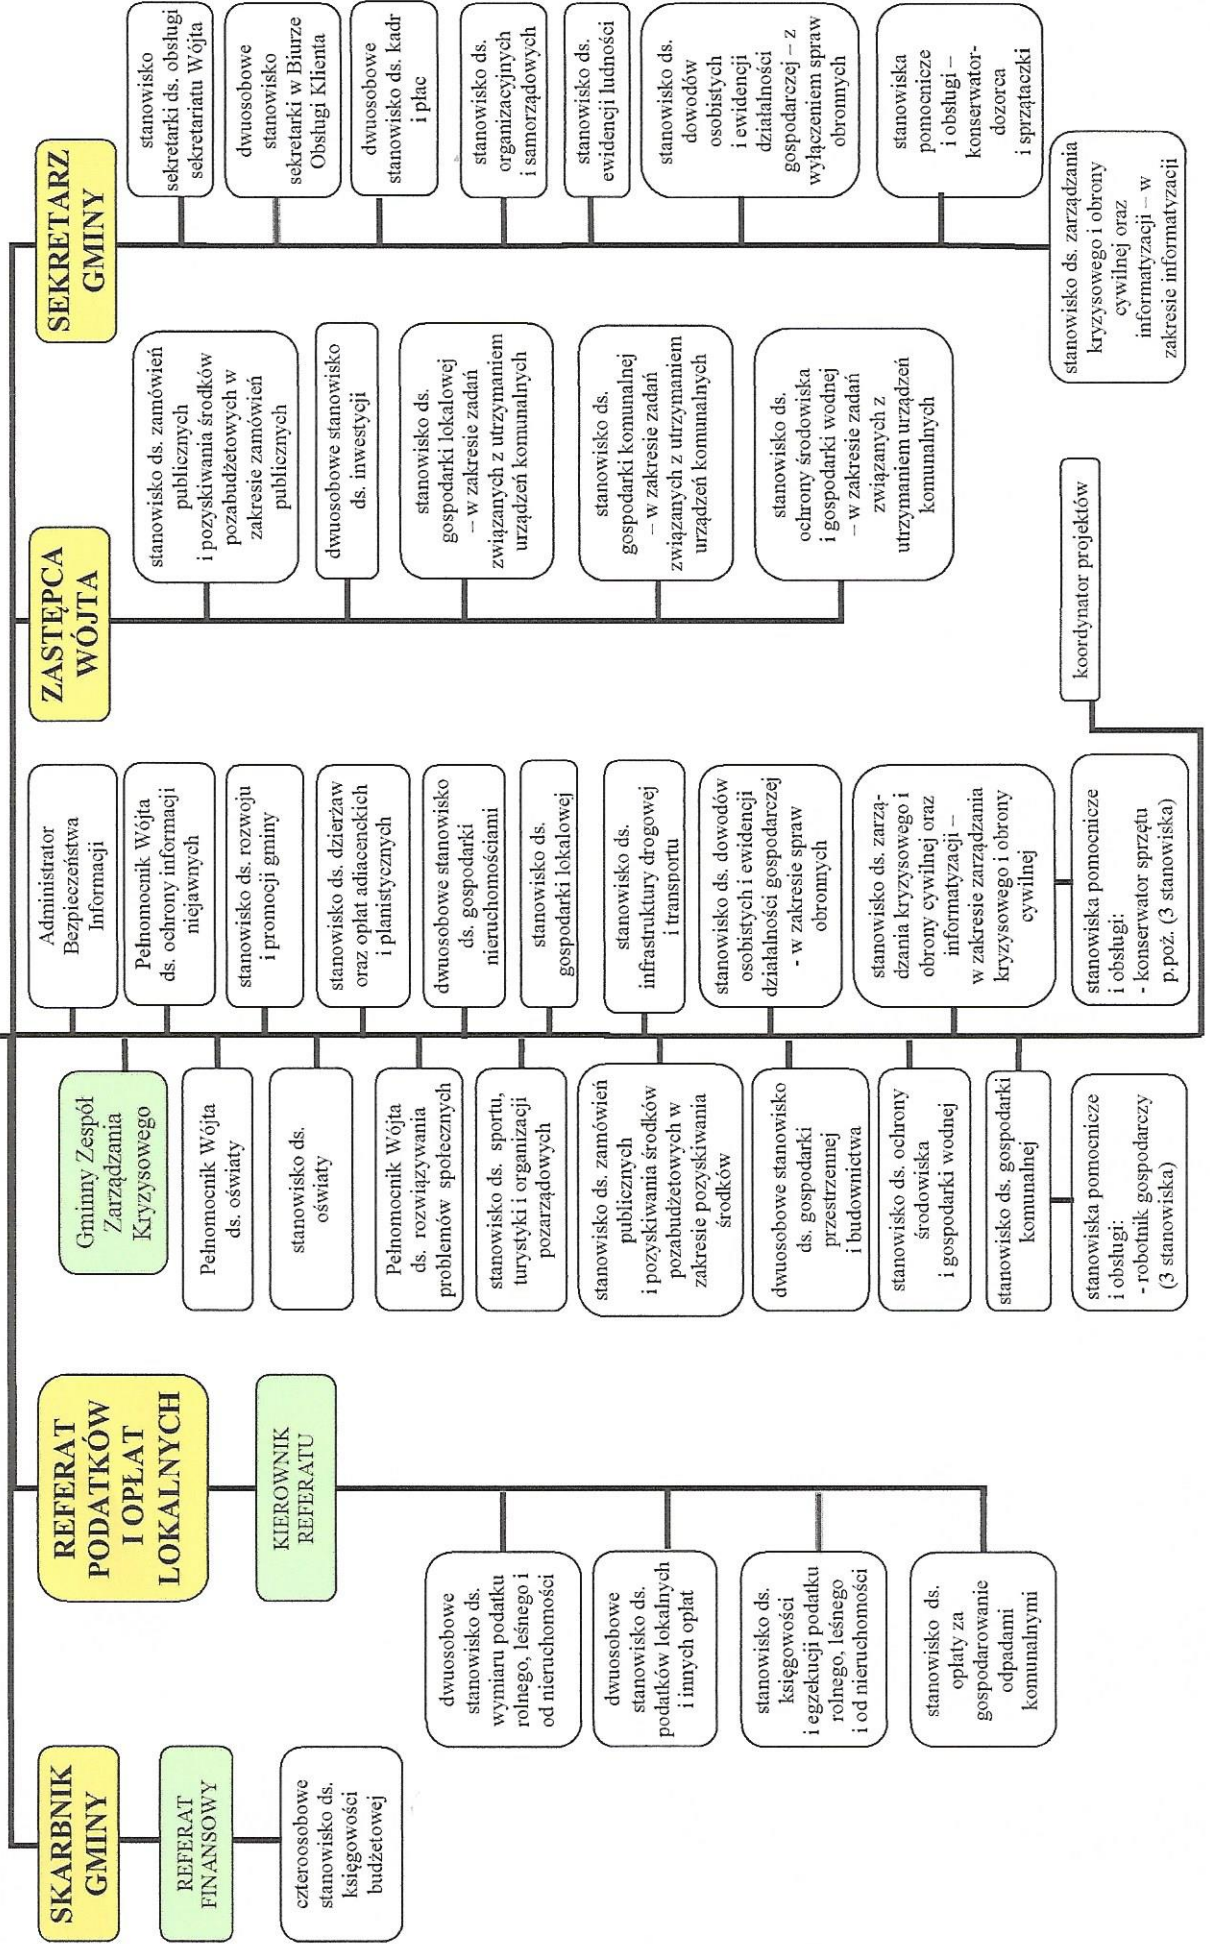 SKARBNIK
GMINY
REFERAT
FINANSOWY
czteroosobowe
stanowisko ds.
księgowości
budżetowej
REFERAT
PODATKÓW
I OPŁAT
LOKALNYCH
KIEROWNIK
REFERATU
dwuosobowe
stanowisko ds.
wymiaru podatku
rolnego, leśnego i
od nieruchomości
dwuosobowe
stanowisko ds.
podatków lokalnych
i innych opłat
stanowisko ds.
księgowości
i egzekucji podatku
rolnego, leśnego
i od nieruchomości
stanowisko ds.
opłaty za
gospodarowanie
odpadami
komunalnymi
Gminny Zespół
Zarządzania
Kryzysowego
Pełnomocnik Wójta
ds. oświaty
stanowisko ds.
oświaty
Pełnomocnik Wójta
ds. rozwiązywania
problemów społecznych
stanowisko ds. sportu,
turystyki i organizacji
pozarządowych
stanowisko ds. zamówień
publicznych
i pozyskiwania środków
pozabudżetowych w
zakresie pozyskiwania
środków
dwuosobowe stanowisko
ds. gospodarki
przestrzennej
i budownictwa
stanowisko ds. ochrony
środowiska
i gospodarki wodnej
stanowisko ds. gospodarki
komunalnej
stanowiska pomocnicze
i obsługi:
- robotnik gospodarczy
(3 stanowiska)
Administrator
Bezpieczeństwa
Informacji
Pełnomocnik Wójta
ds. ochrony informacji
niejawnych
stanowisko ds. rozwoju
i promocji gminy
stanowisko ds. dzierżaw
oraz opłat adiacenckich
i planistycznych
dwuosobowe stanowisko
ds. gospodarki
nieruchomościami
stanowisko ds.
gospodarki lokalowej
stanowisko ds.
infrastruktury drogowej
i transportu
stanowisko ds. dowodów
osobistych i ewidencji
działalności gospodarczej
- w zakresie spraw
obronnych
stanowisko ds. zarzą-
dzania kryzysowego i
obrony cywilnej oraz
informatyzacji –
w zakresie zarządzania
kryzysowego i obrony
cywilnej
stanowiska pomocnicze
i obsługi:
- konserwator sprzętu
p.poż. (3 stanowiska)
koordynator projektów
ZASTĘPCA
WÓJTA
stanowisko ds. zamówień
publicznych
i pozyskiwania środków
pozabudżetowych w
zakresie zamówień
publicznych
dwuosobowe stanowisko
ds. inwestycji
stanowisko ds.
gospodarki lokalowej
– w zakresie zadań
związanych z utrzymaniem
urządzeń komunalnych
stanowisko ds.
gospodarki komunalnej
– w zakresie zadań
związanych z utrzymaniem
urządzeń komunalnych
stanowisko ds.
ochrony środowiska
i gospodarki wodnej
– w zakresie zadań
związanych z
utrzymaniem urządzeń
komunalnych
SEKRETARZ
GMINY
stanowisko
sekretarki ds. obsługi
sekretariatu Wójta
dwuosobowe
stanowisko
sekretarki w Biurze
Obsługi Klienta
dwuosobowe
stanowisko ds. kadr
i płac
stanowisko ds.
organizacyjnych
i samorządowych
stanowisko ds.
ewidencji ludności
stanowisko ds.
dowodów
osobistych
i ewidencji
działalności
gospodarczej – z
wyłączeniem spraw
obronnych
stanowiska
pomocnicze
i obsługi –
konserwator-
dozorca
i sprzątaczki
stanowisko ds. zarządzania
kryzysowego i obrony
cywilnej oraz
informatyzacji – w
zakresie informatyzacji